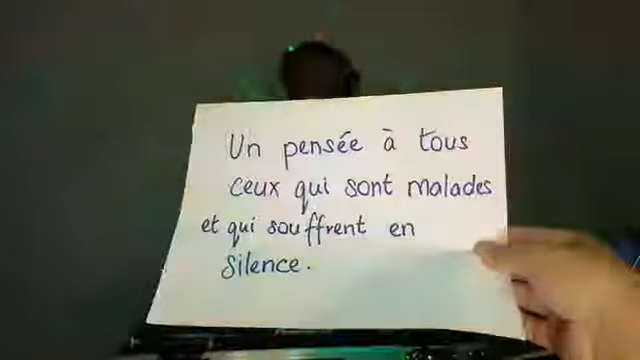 Un pensée à tous
ceux qui sont malades
et qui souffrent en
Silence.